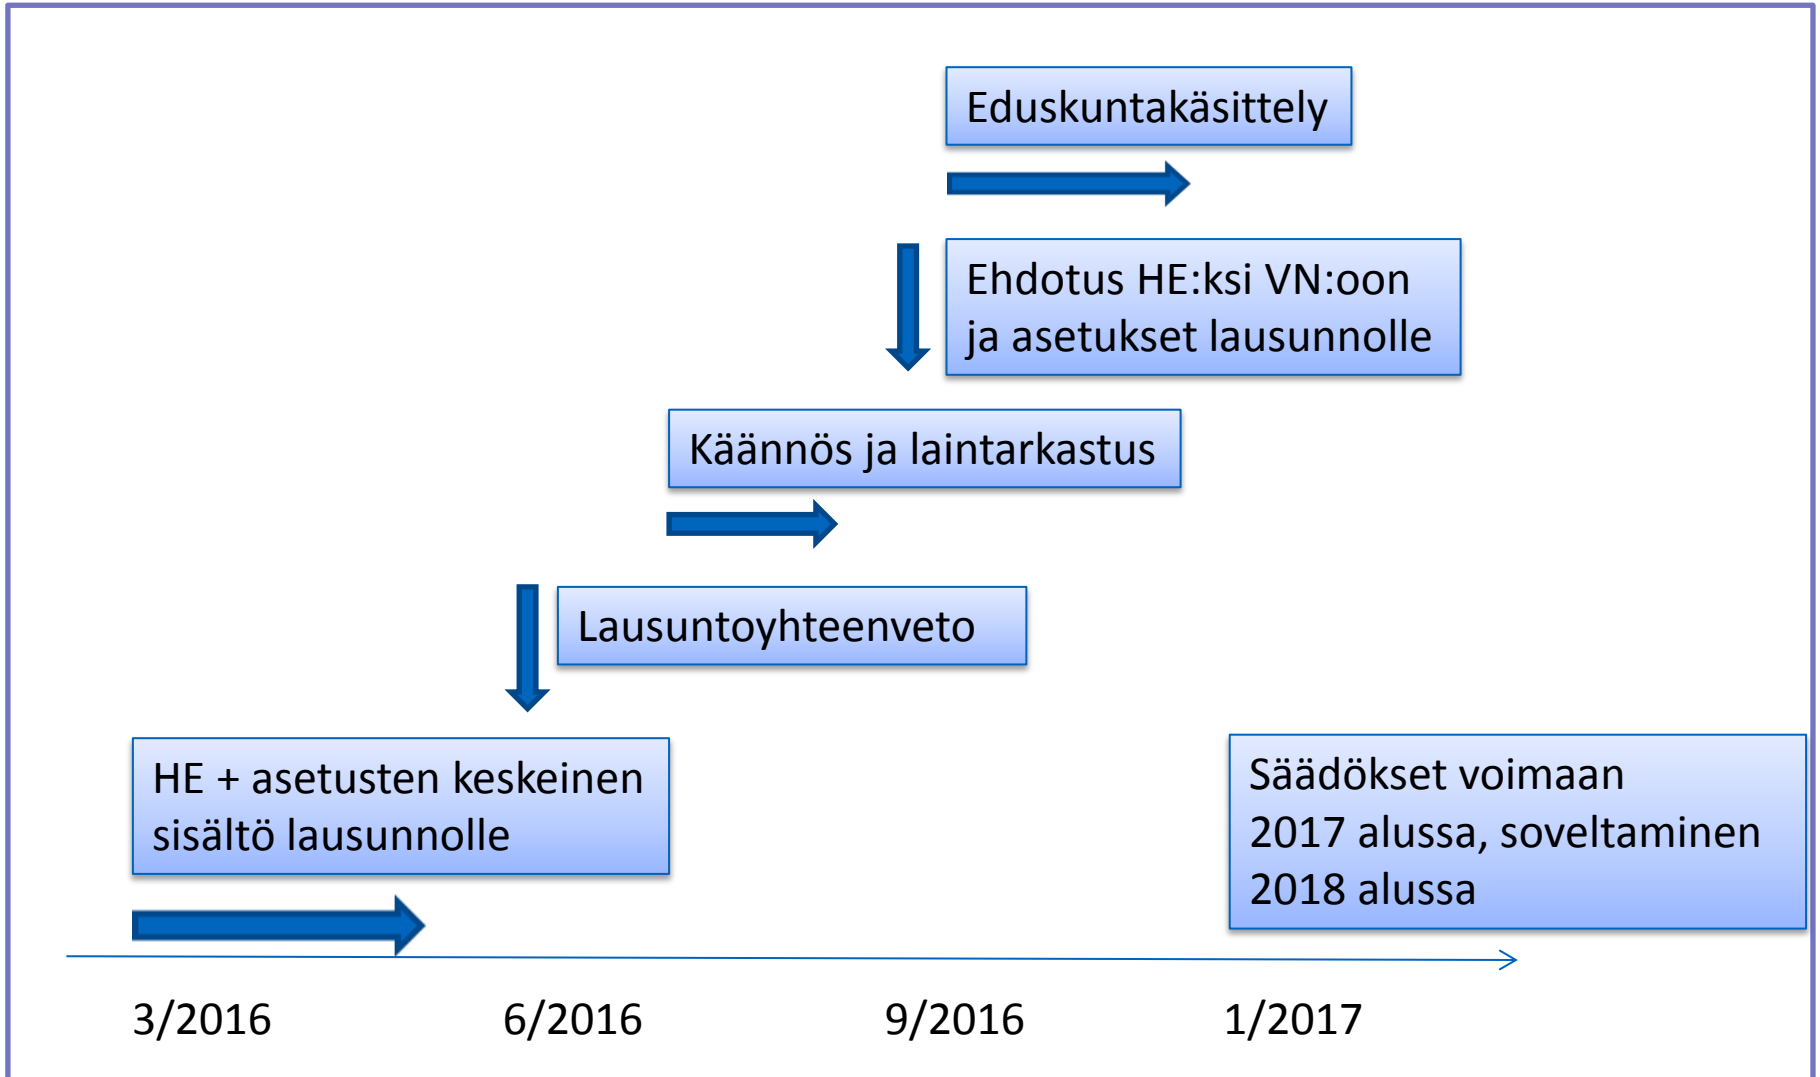 Eduskuntakäsittely
Ehdotus HE:ksi VN:oon
ja asetukset lausunnolle
Käännös ja laintarkastus
Lausuntoyhteenveto
HE + asetusten keskeinen
sisältö lausunnolle
Säädökset voimaan
2017 alussa, soveltaminen
2018 alussa
3/2016
6/2016
9/2016
1/2017